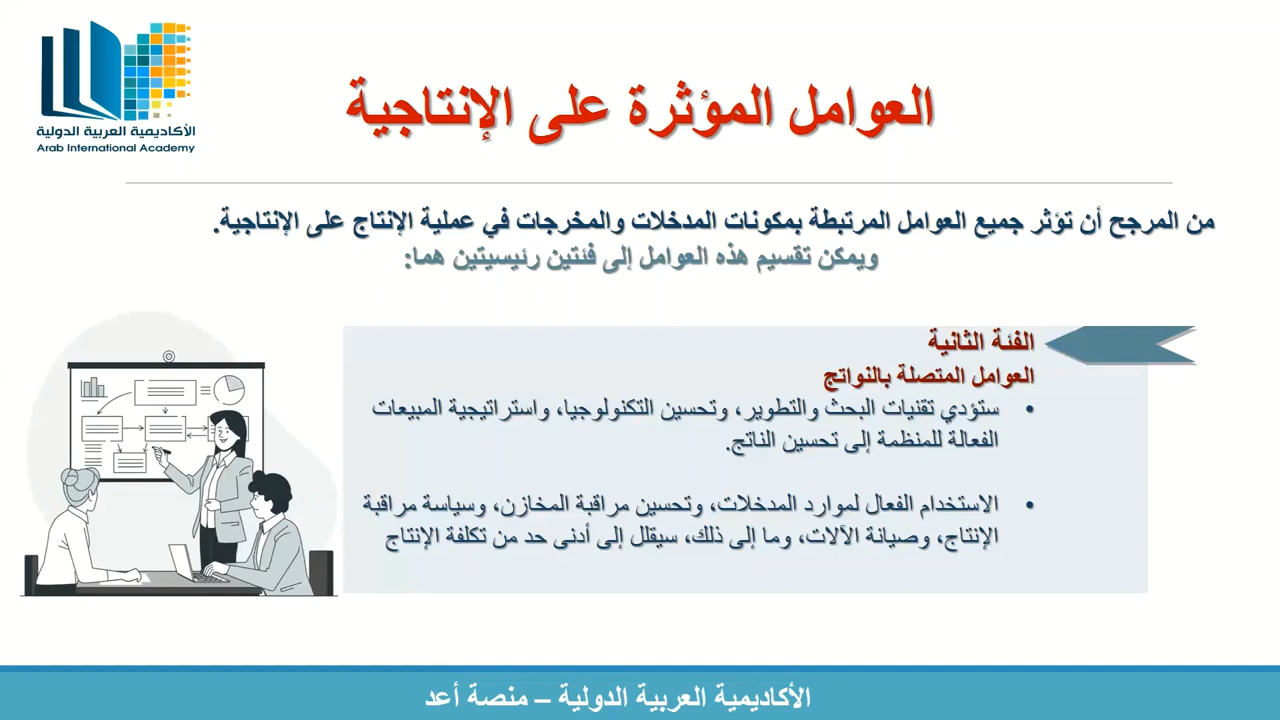 الأكاديمية العربية الدولية
Arab International Academy
العوامل المؤثرة على الإنتاجية
من المرجح أن تؤثر جميع العوامل المرتبطة بمكونات المدخلات والمخرجات في عملية الإنتاج على الإنتاجية.
ويمكن تقسيم هذه العوامل إلى فئتين رئيسيتين هما:
الفئة الثانية
العوامل المتصلة بالنواتج
• ستؤدي تقنيات البحث والتطوير، وتحسين التكنولوجيا، واستراتيجية المبيعات
الفعالة للمنظمة إلى تحسين الناتج.
• الاستخدام الفعال لموارد المدخلات، وتحسين مراقبة المخازن، وسياسة مراقبة
الإنتاج، وصيانة الآلات، وما إلى ذلك، سيقلل إلى أدنى حد من تكلفة الإنتاج
الأكاديمية العربية الدولية – منصة أعد